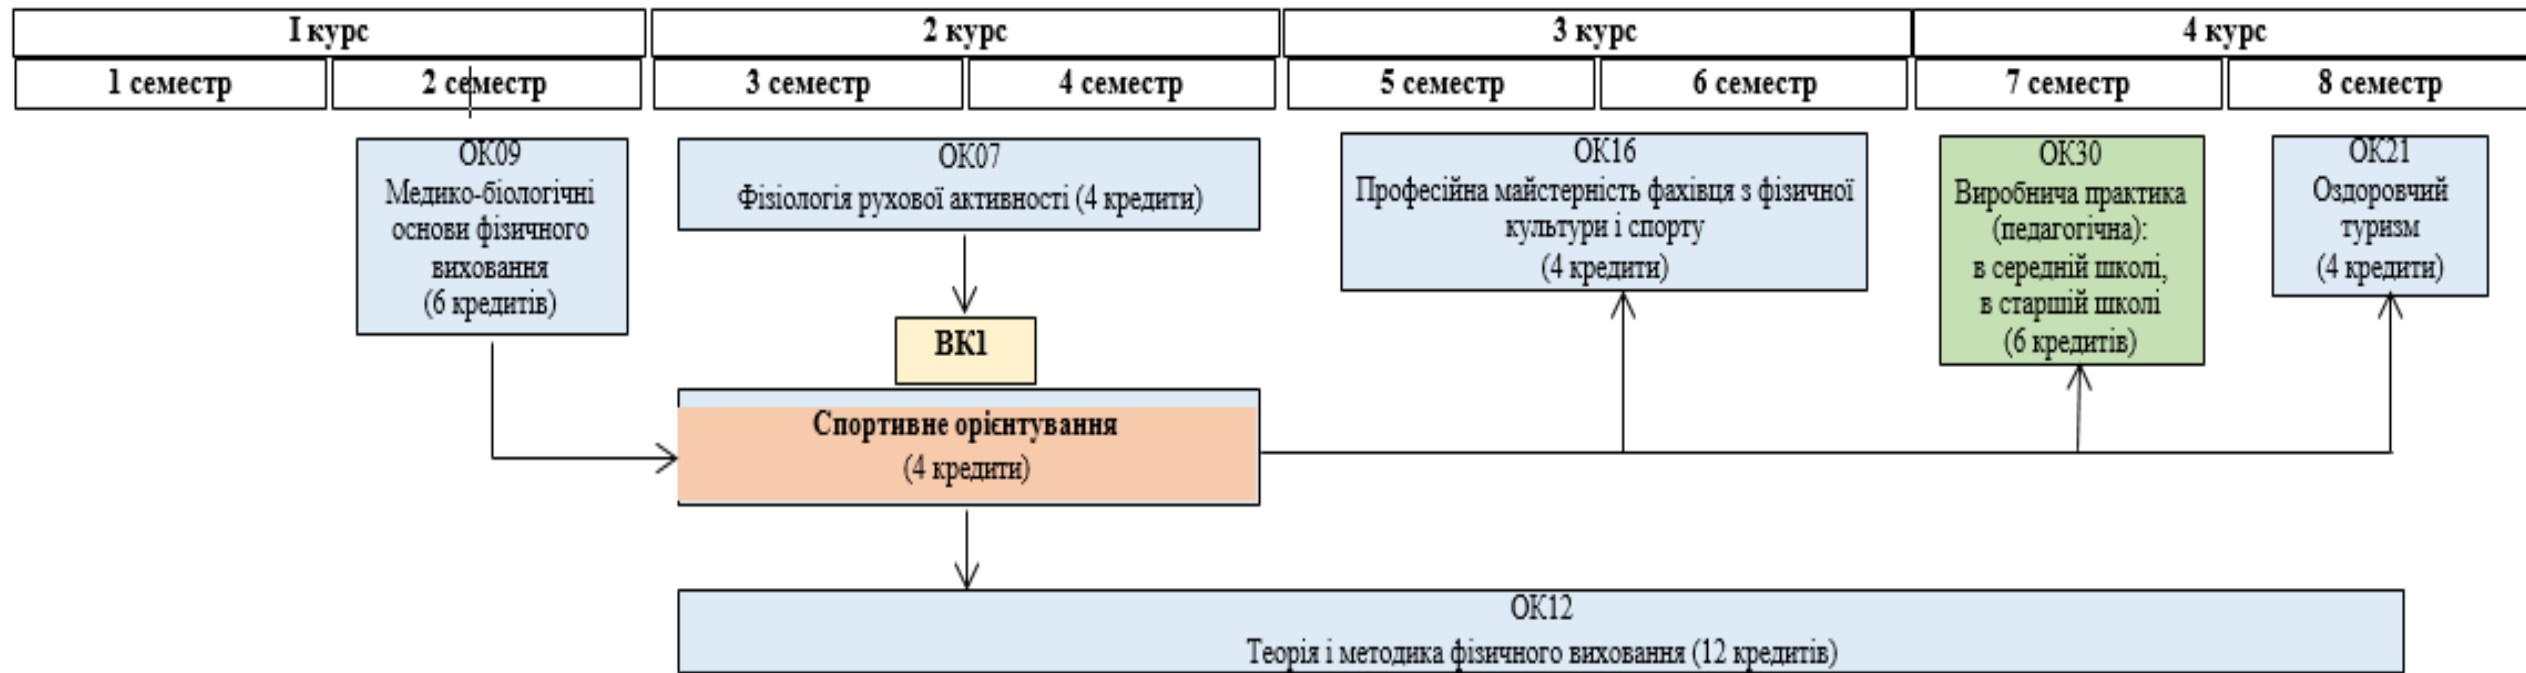 I курс
2 курс
3 курс
4 курс
1 семестр
2 семестр
3 семестр
4 семестр
5 семестр
6 семестр
7 семестр
8 семестр
ОК09
Медико-біологічні
основи фізичного
виховання
(6 кредитів)
ОК07
Фізіологія рухової активності (4 кредити)
ВК1
Спортивне орієнтування
(4 кредити)
ОК16
Професійна майстерність фахівця з фізичної
культури і спорту
(4 кредити)
ОК30
Виробнича практика
(педагогічна):
в середній школі,
в старшій школі
(6 кредитів)
ОК21
Оздоровчий
туризм
(4 кредити)
ОК12
Теорія і методика фізичного виховання (12 кредитів)